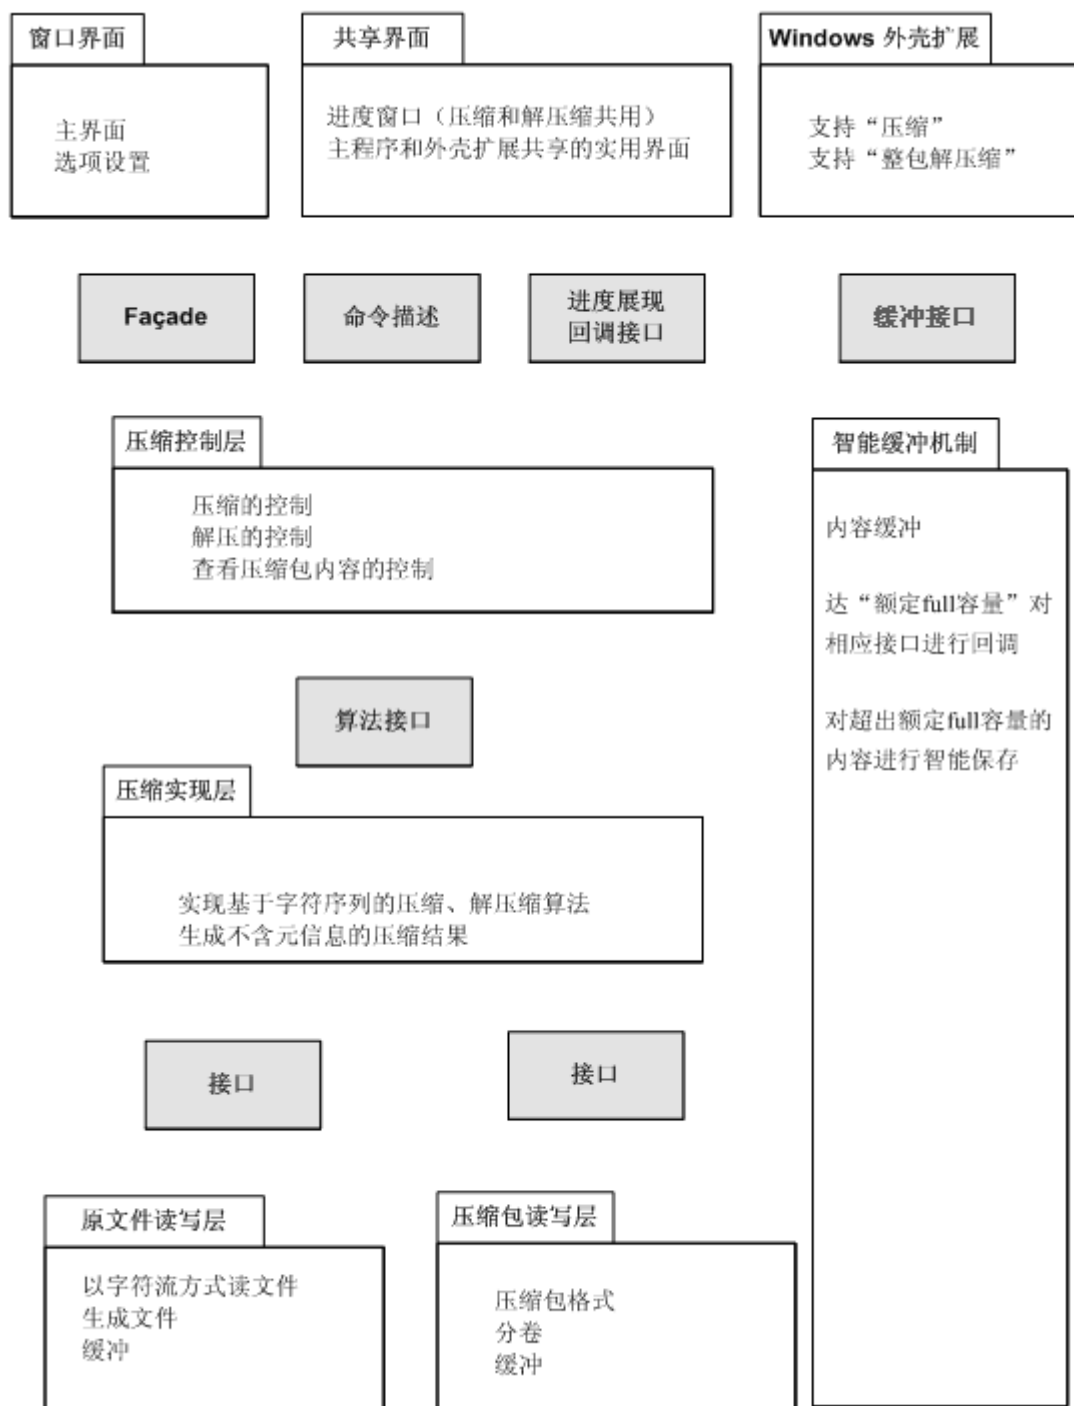 窗口界面
主界面
选项设置
共享界面
进度窗口（压缩和解压缩共用）
主程序和外壳扩展共享的实用界面
Windows 外壳扩展
支持“压缩”
支持“整包解压缩”
Façade
命令描述
进度展现
回调接口
缓冲接口
压缩控制层
压缩的控制
解压的控制
查看压缩包内容的控制
智能缓冲机制
内容缓冲
达“额定full容量”对
相应接口进行回调
对超出额定full容量的
内容进行智能保存
算法接口
压缩实现层
实现基于字符序列的压缩、解压缩算法
生成不含元信息的压缩结果
接口
接口
原文件读写层
以字符流方式读文件
生成文件
缓冲
压缩包读写层
压缩包格式
分卷
缓冲